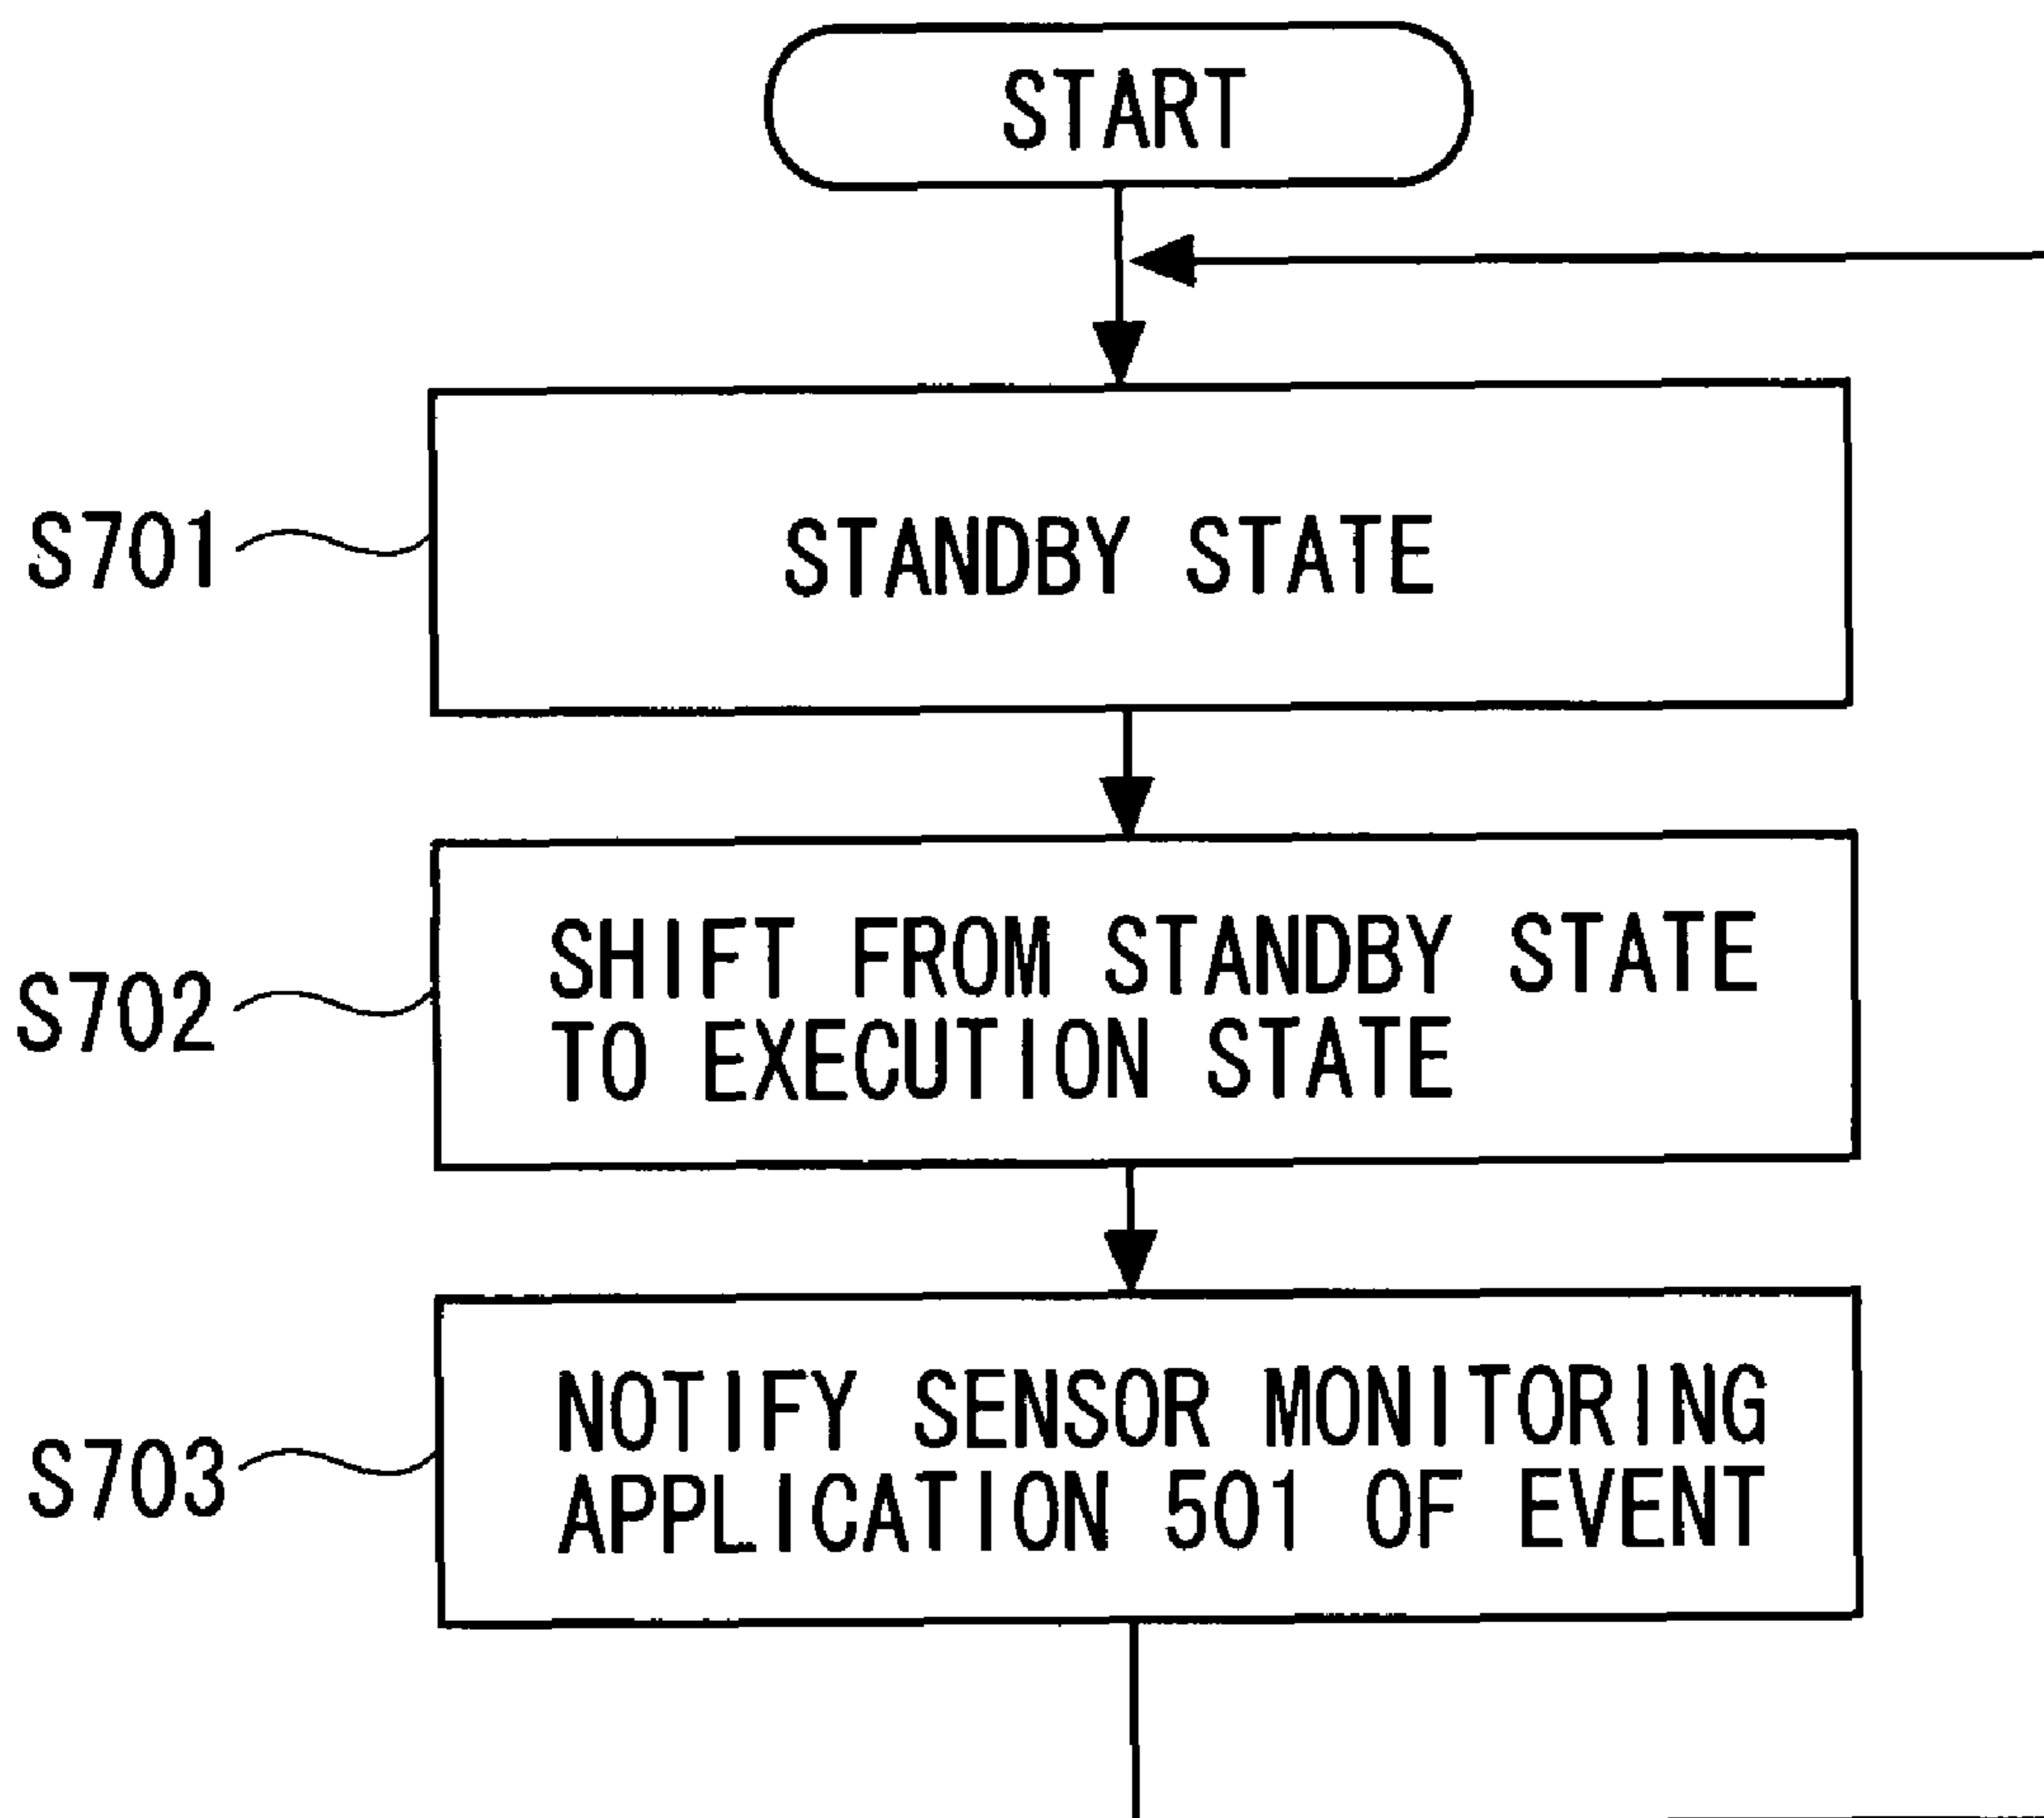 START
S701
STANDBY STATE
S702
SHIFT FROM STANDBY STATE
TO EXECUTION STATE
S703
NOTIFY SENSOR MONITORING
APPLICATION 501 OF EVENT